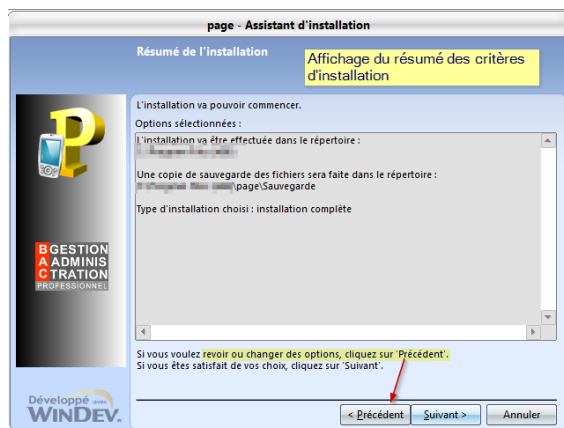 page - Assistant d'installation
Résumé de l'installation
Affichage du résumé des critères
d'installation
L'installation va pouvoir commencer.
Options sélectionnées :
L'installation va être effectuée dans le répertoire :
Une copie de sauvegarde des fichiers sera faite dans le répertoire :
\page\Sauvegarde
Type d'installation choisi : installation complète
P
BGESTION
A ADMINIS
CTRATION
PROFESSIONNEL
Si vous voulez revoir ou changer des options, cliquez sur 'Précédent'.
Si vous êtes satisfait de vos choix, cliquez sur 'Suivant'.
Développé avec
WINDEV.
< Précédent
Suivant >
Annuler